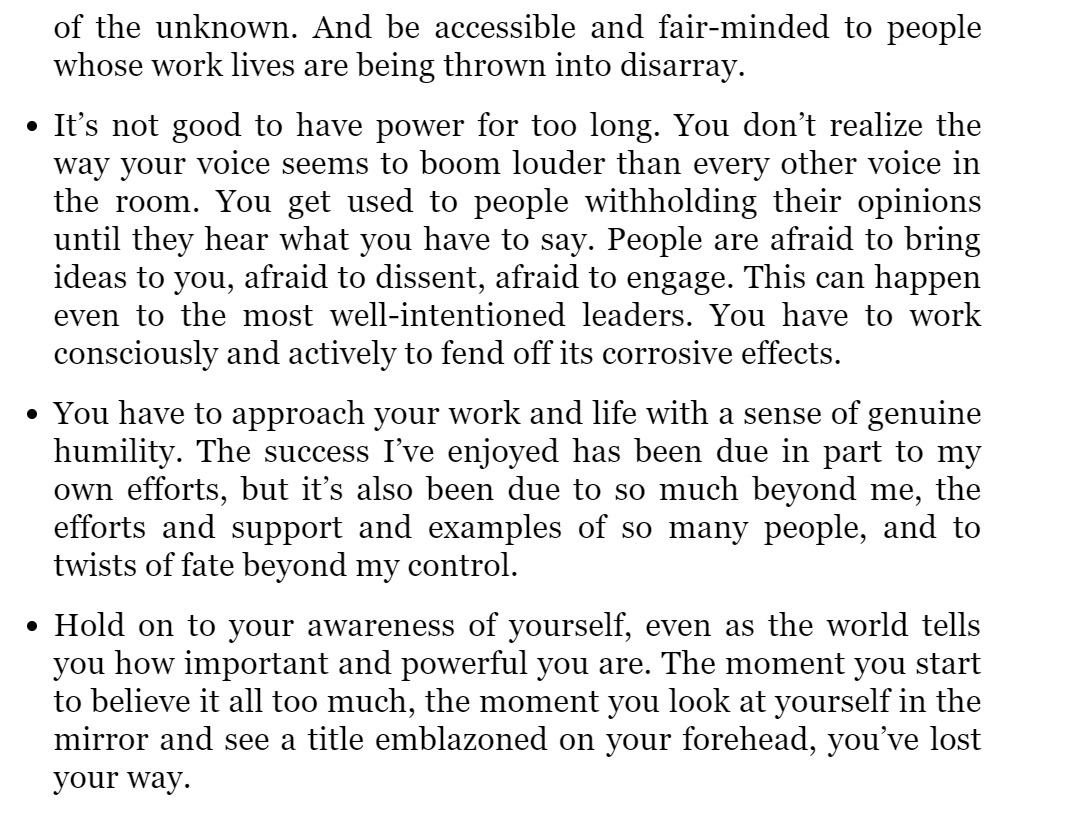 of the unknown. And be accessible and fair-minded to people
whose work lives are being thrown into disarray.
• It’s not good to have power for too long. You don’t realize the
way your voice seems to boom louder than every other voice in
the room. You get used to people withholding their opinions
until they hear what you have to say. People are afraid to bring
ideas to you, afraid to dissent, afraid to engage. This can happen
even to the most well-intentioned leaders. You have to work
consciously and actively to fend off its corrosive effects.
• You have to approach your work and life with a sense of genuine
humility. The success I’ve enjoyed has been due in part to my
own efforts, but it’s also been due to so much beyond me, the
efforts and support and examples of so many people, and to
twists of fate beyond my control.
• Hold on to your awareness of yourself, even as the world tells
you how important and powerful you are. The moment you start
to believe it all too much, the moment you look at yourself in the
mirror and see a title emblazoned on your forehead, you’ve lost
your way.